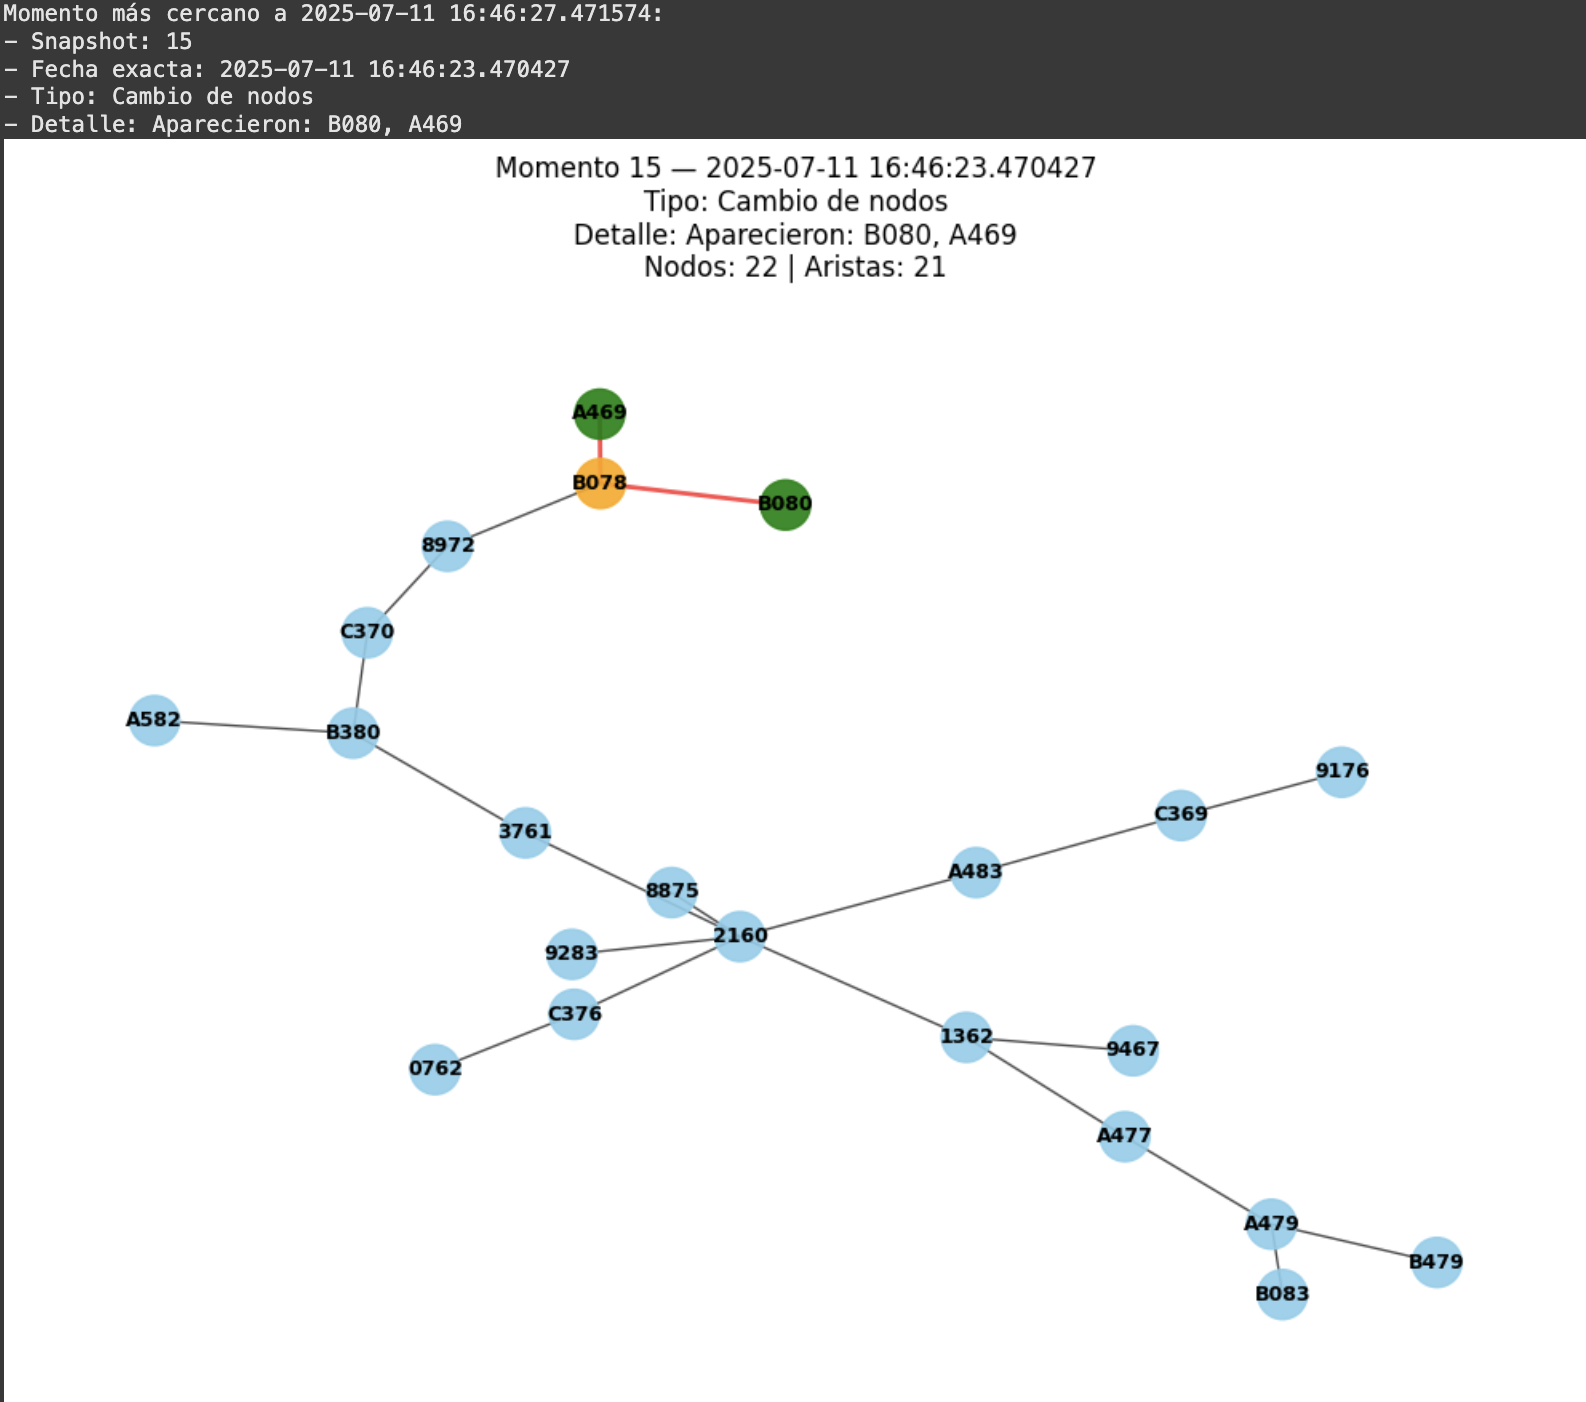 Momento más cercano a 2025-07-11 16:46:27.471574:
- Snapshot: 15
- Fecha exacta: 2025-07-11 16:46:23.470427
- Tipo: Cambio de nodos
- Detalle: Aparecieron: B080, A469
Momento 15 — 2025-07-11 16:46:23.470427
Tipo: Cambio de nodos
Detalle: Aparecieron: B080, A469
Nodos: 22 | Aristas: 21
A469
B078
B080
8972
C370
A582
B380
9176
C369
3761
A483
8875
2160
9283
C376
1362
9467
0762
A477
A479
B479
B083